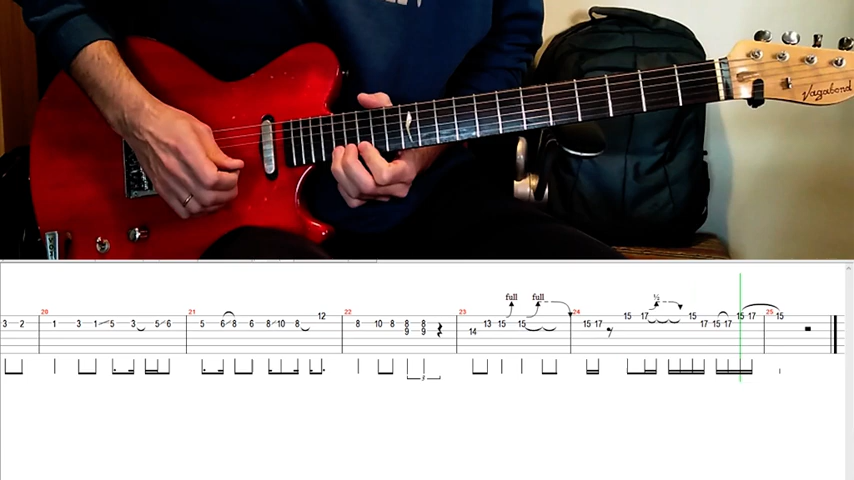 Vagabond
full full ½
20 21 22 23 24 25
12 15 17 15 15 17 15
3 2 1 3 1 5 3 5 6 5 6 8 6 8 10 8 8 10 8 8 8 13 15 15 15 17 17 15 17
9 9 14
3